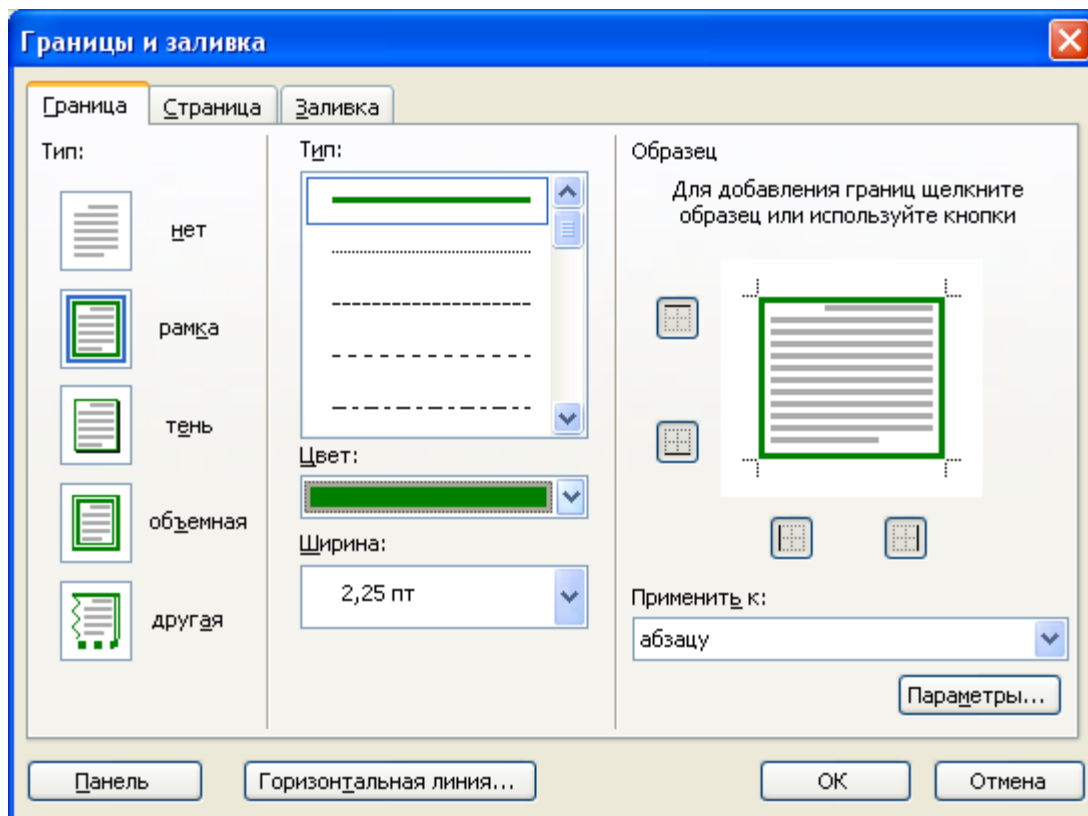 Границы и заливка
Граница
Страница
Заливка
Тип:
нет
рамка
тень
объемная
другая
Тип:
Цвет:
Ширина:
2,25 пт
Образец
Для добавления границ щелкните
образец или используйте кнопки
Применить к:
абзацу
Параметры...
Панель
Горизонтальная линия...
ОК
Отмена